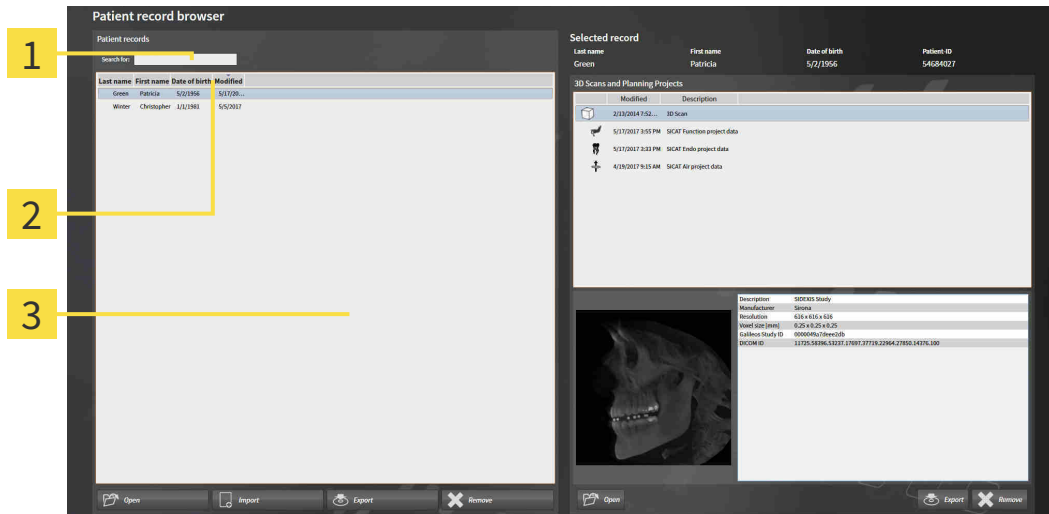 Patient record browser
Patient records
1
Search for:
Last name First name Date of birth Modified
Green Patricia 5/2/1956 5/17/20...
Winter Christopher 1/1/1981 5/5/2017
2
3
Open Import Export Remove
Selected record
Last name First name Date of birth Patient-ID
Green Patricia 5/2/1956 54684027
3D Scans and Planning Projects
Modified Description
2/13/2014 7:52... 3D Scan
5/17/2017 3:55 PM SICAT Function project data
5/17/2017 3:33 PM SICAT Endo project data
4/19/2017 9:15 AM SICAT Air project data
Description SIDEXIS Study
Manufacturer Sirona
Resolution 616 x 616 x 616
Voxel size (mm) 0.25 x 0.25 x 0.25
Galileos Study ID 0000049a7deee2db
DICOM ID 11725.58396.53237.17697.37719.22964.27850.14376.100
Open Export Remove